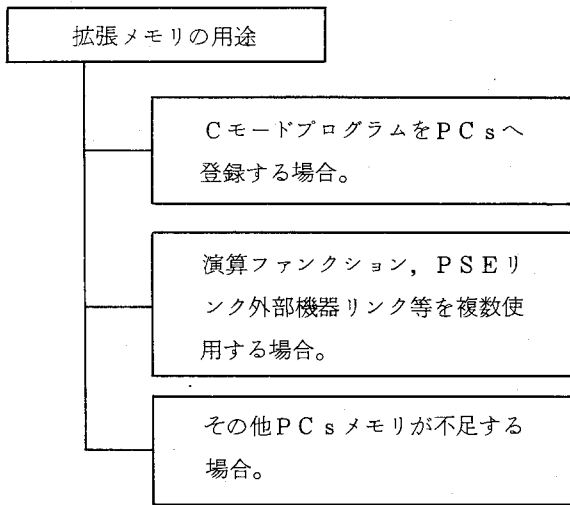 拡張メモリの用途
CモードプログラムをPCsへ
登録する場合。
演算ファンクション，PSEリ
ンク外部機器リンク等を複数使
用する場合。
その他PCsメモリが不足する
場合。